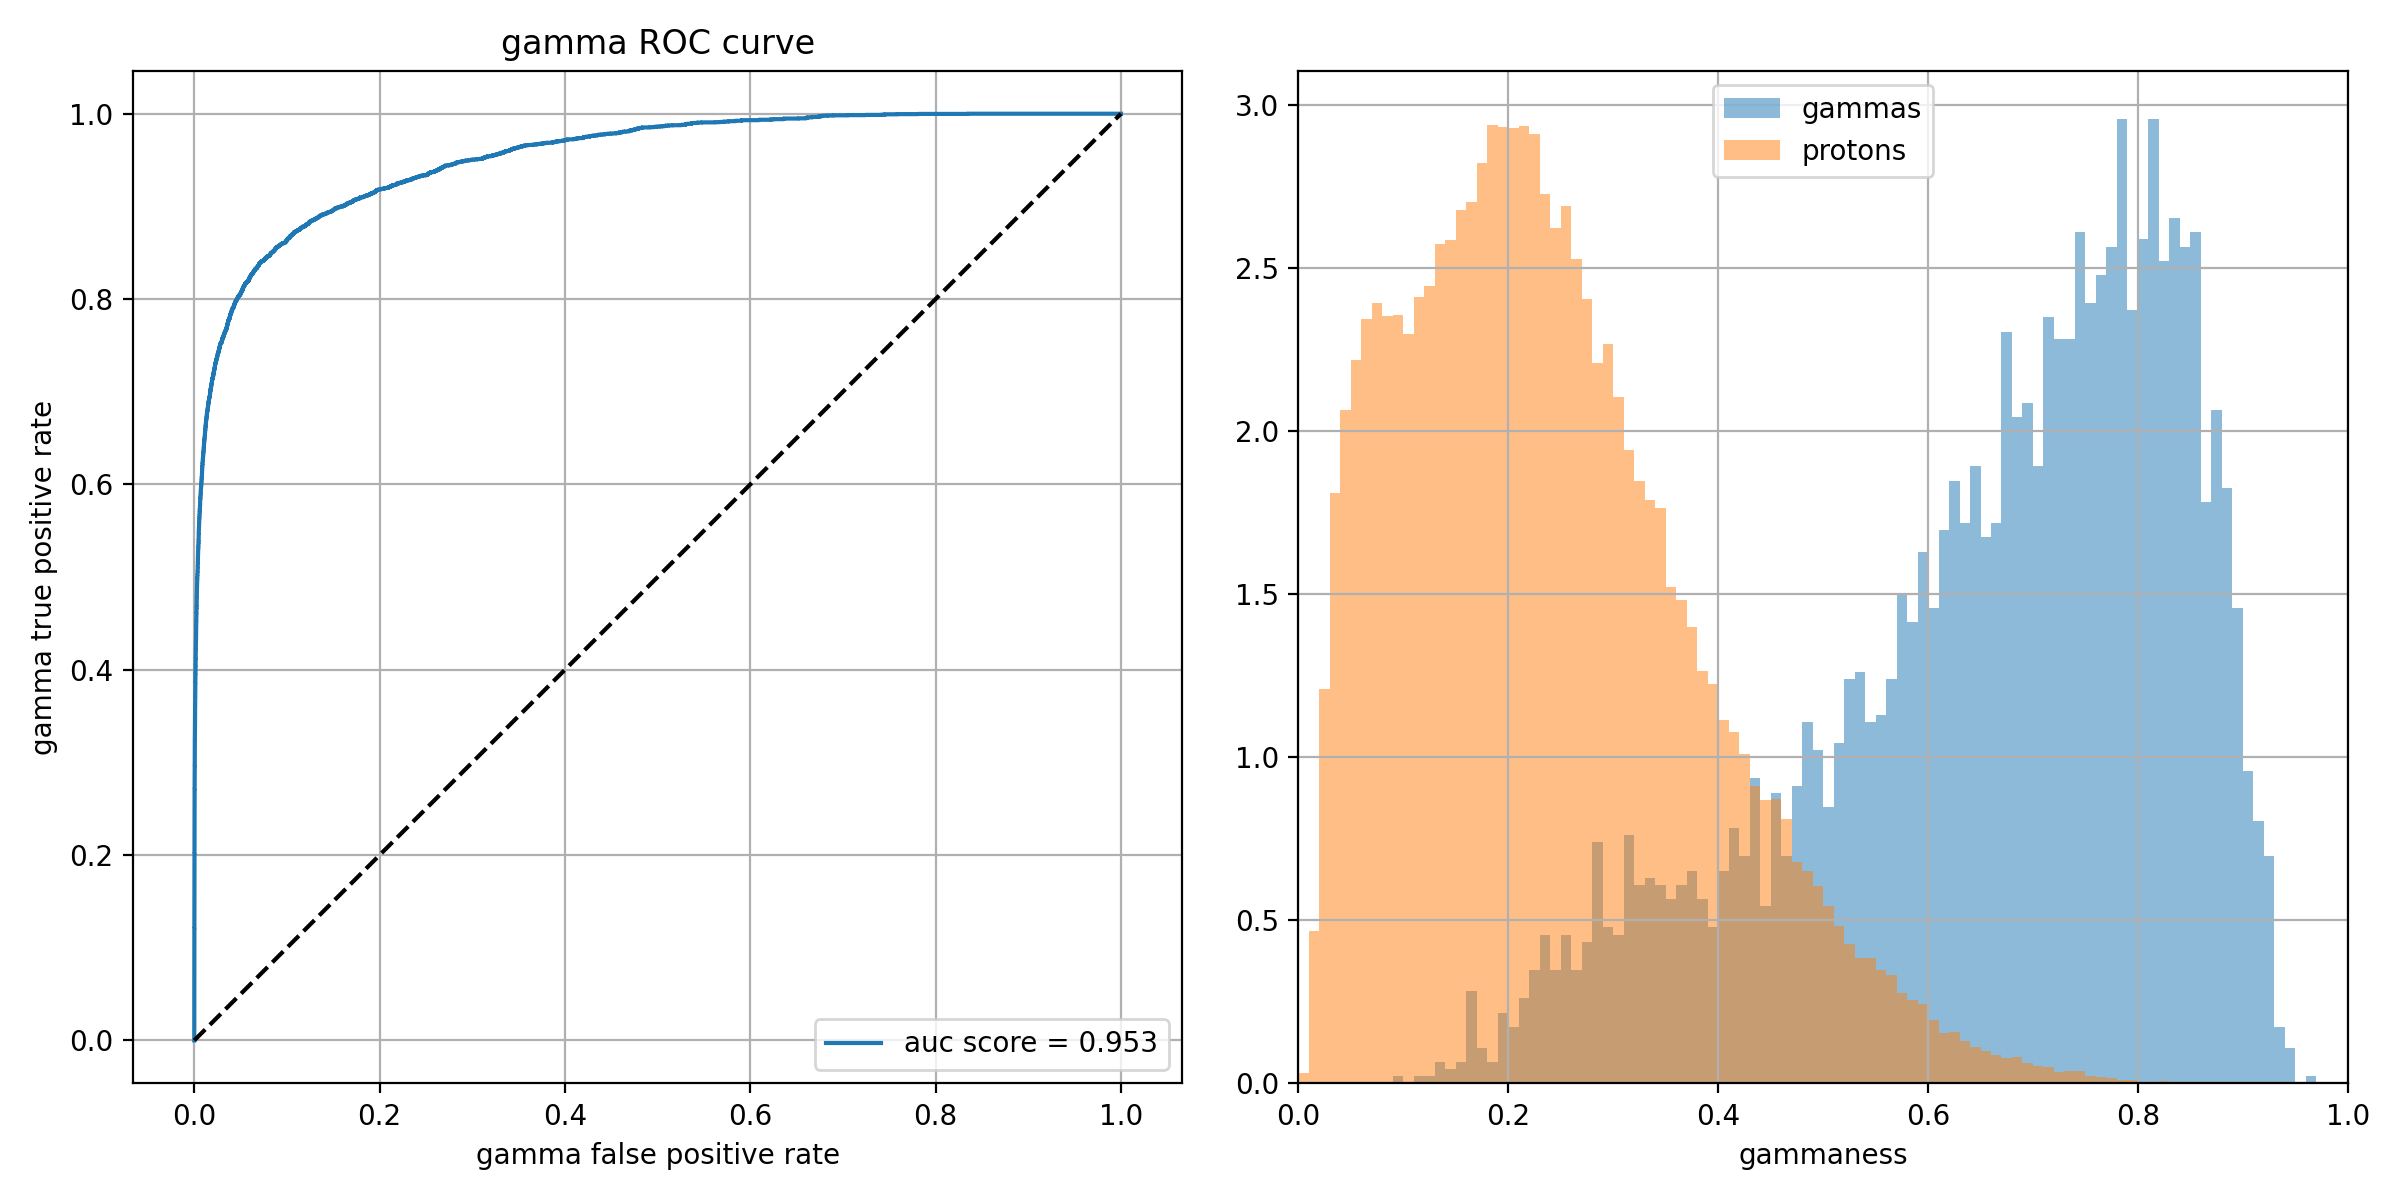 gamma ROC curve
gamma true positive rate
1.0
0.8
0.6
0.4
0.2
0.0
auc score = 0.953
0.0 0.2 0.4 0.6 0.8 1.0
gamma false positive rate
gammas
protons
3.0
2.5
2.0
1.5
1.0
0.5
0.0
0.0 0.2 0.4 0.6 0.8 1.0
gammaness